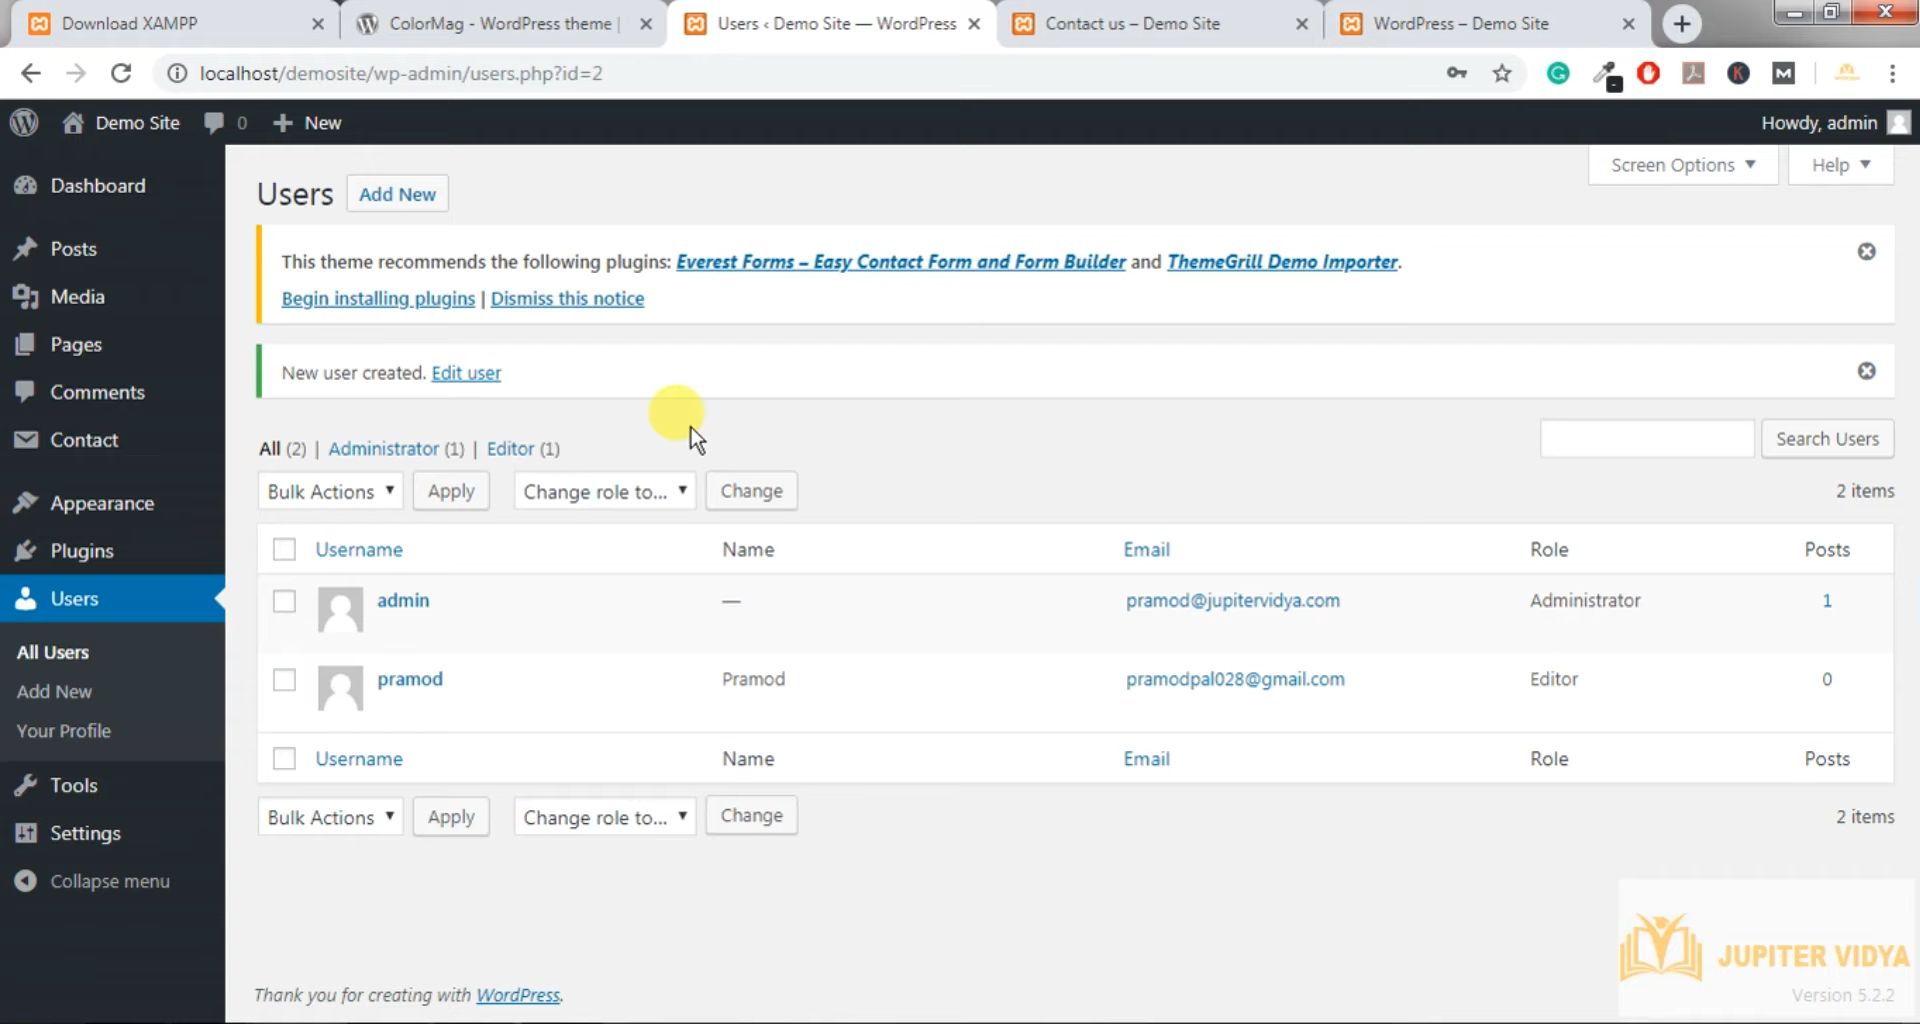 Download XAMPP
ColorMag - WordPress theme |
Users ‹ Demo Site — WordPress
Contact us – Demo Site
WordPress – Demo Site
localhost/demosite/wp-admin/users.php?id=2
Demo Site 0 New
Howdy, admin
Dashboard
Posts
Media
Pages
Comments
Contact
Appearance
Plugins
Users
All Users
Add New
Your Profile
Tools
Settings
Collapse menu
Screen Options
Help
Users
Add New
This theme recommends the following plugins: Everest Forms – Easy Contact Form and Form Builder and ThemeGrill Demo Importer.
Begin installing plugins | Dismiss this notice
New user created. Edit user
All (2) | Administrator (1) | Editor (1)
Search Users
Bulk Actions Apply Change role to... Change
2 items
Username Name Email Role Posts
admin — pramod@jupitervidya.com Administrator 1
pramod Pramod pramodpal028@gmail.com Editor 0
Username Name Email Role Posts
Bulk Actions Apply Change role to... Change
2 items
JUPITER VIDYA
Thank you for creating with WordPress.
Version 5.2.2